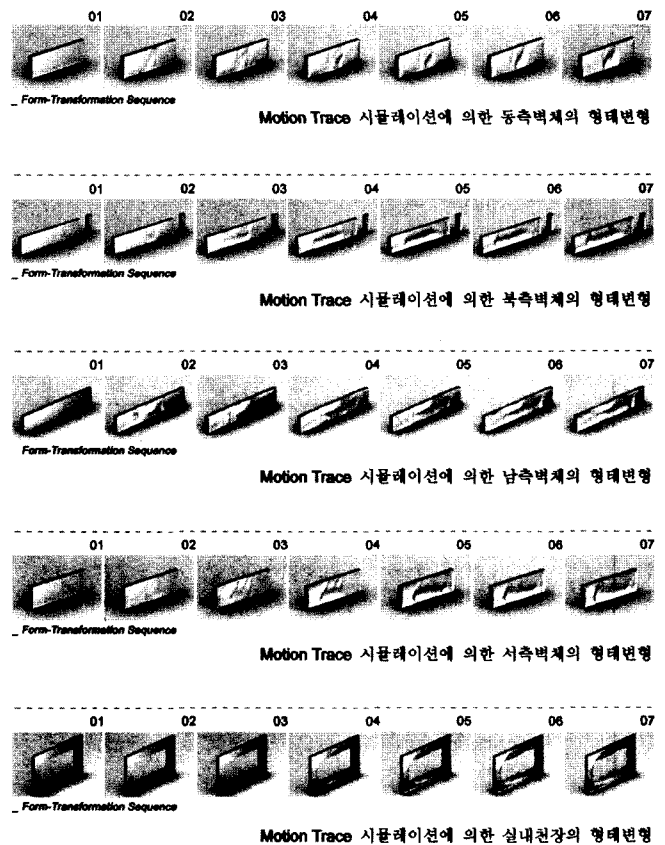 01 02 03 04 05 06 07
_ Form-Transformation Sequence
Motion Trace 시뮬레이션에 의한 동측벽체의 형태변형
01 02 03 04 05 06 07
_ Form-Transformation Sequence
Motion Trace 시뮬레이션에 의한 북측벽체의 형태변형
01 02 03 04 05 06 07
Form-Transformation Sequence
Motion Trace 시뮬레이션에 의한 남측벽체의 형태변형
01 02 03 04 05 06 07
_ Form-Transformation Sequence
Motion Trace 시뮬레이션에 의한 서측벽체의 형태변형
01 02 03 04 05 06 07
_ Form-Transformation Sequence
Motion Trace 시뮬레이션에 의한 실내천장의 형태변형